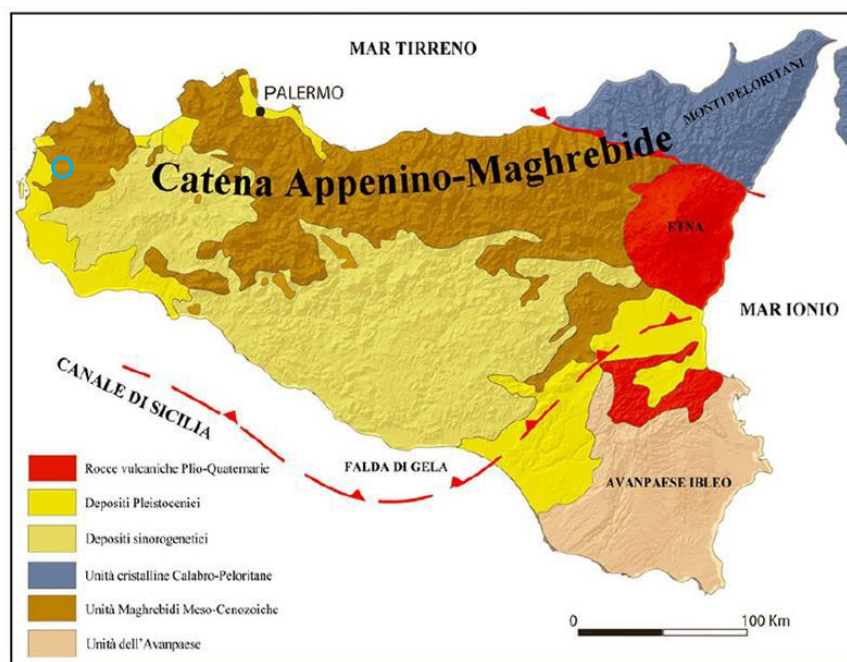 MAR TIRRENO
PALERMO
MONTI PELORITANI
Catena Appenino-Maghrebide
ETNA
MAR IONIO
CANALE DI SICILIA
FALDA DI GELA
AVANPAESE IBLEO
Rocce vulcaniche Plio-Quaternarie
Depositi Pleistocenici
Depositi sinorogenetici
Unità cristalline Calabro-Peloritane
Unità Maghrebidi Meso-Cenozoiche
Unità dell'Avanpaese
0 100 Km